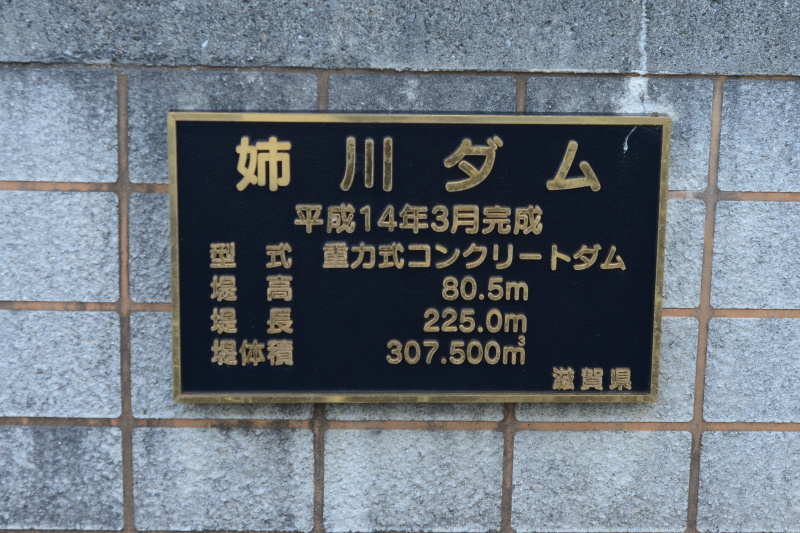 姉川ダム
平成14年3月完成
型式 重力式コンクリートダム
堤高 80.5m
堤長 225.0m
堤体積 307.500m³
滋賀県